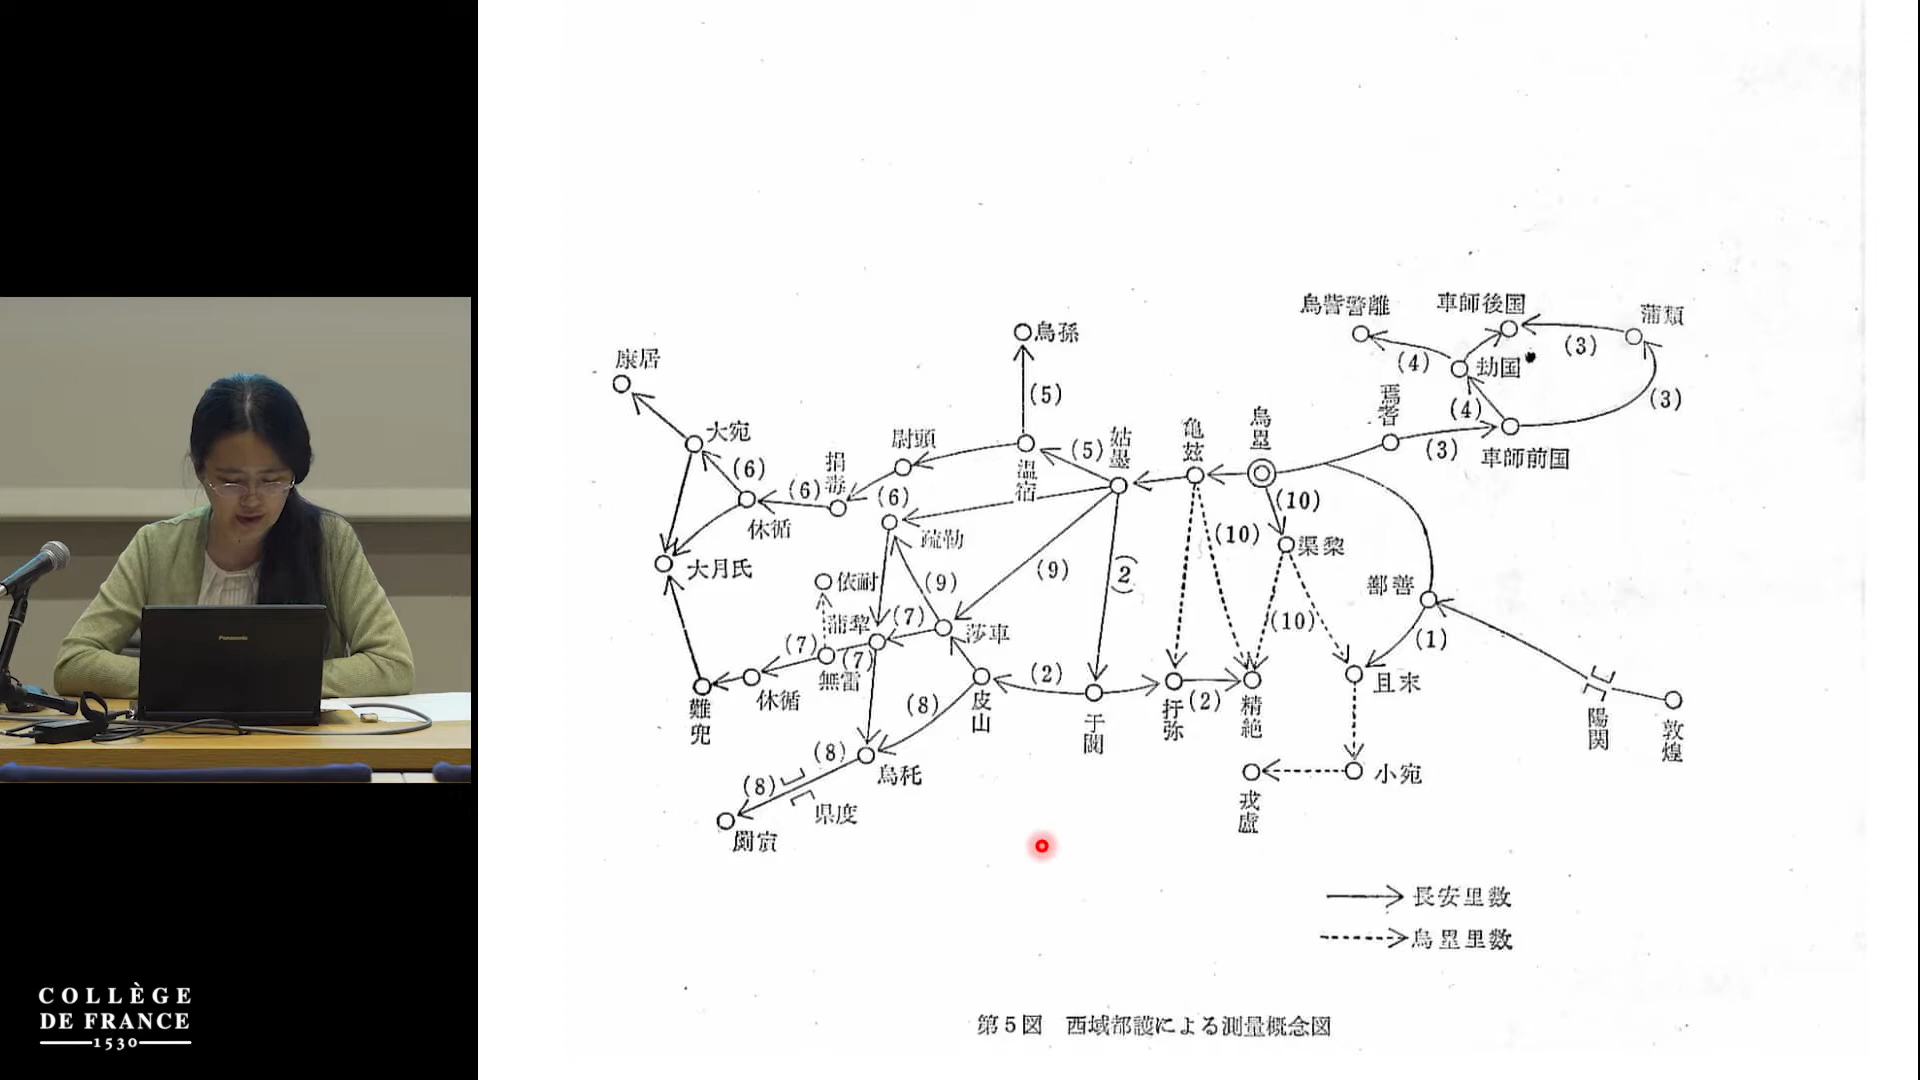 烏訾訾離
車師後国
蒲類
烏孫
(4)
(3)
康居
劫国
焉耆
(5)
(4)
(3)
大宛
尉頭
姑墨
亀茲
烏塁
(3)
車師前国
(6)
捐毒
(5)
温宿
(6)
(6)
(10)
休循
疏勒
(10)
渠黎
大月氏
依耐
(9)
(9)
(2)
鄯善
蒲犂
(7)
莎車
(10)
(1)
(7)
(7)
無雷
休循
難兜
(8)
皮山
(2)
于闐
扜弥
(2)
精絶
且末
陽関
敦煌
(8)
烏秅
(8)
県度
罽賓
戎盧
小宛
長安里数
烏塁里数
第5図 西域都護による測量概念図
Panasonic
COLLÈGE
DE FRANCE
1530